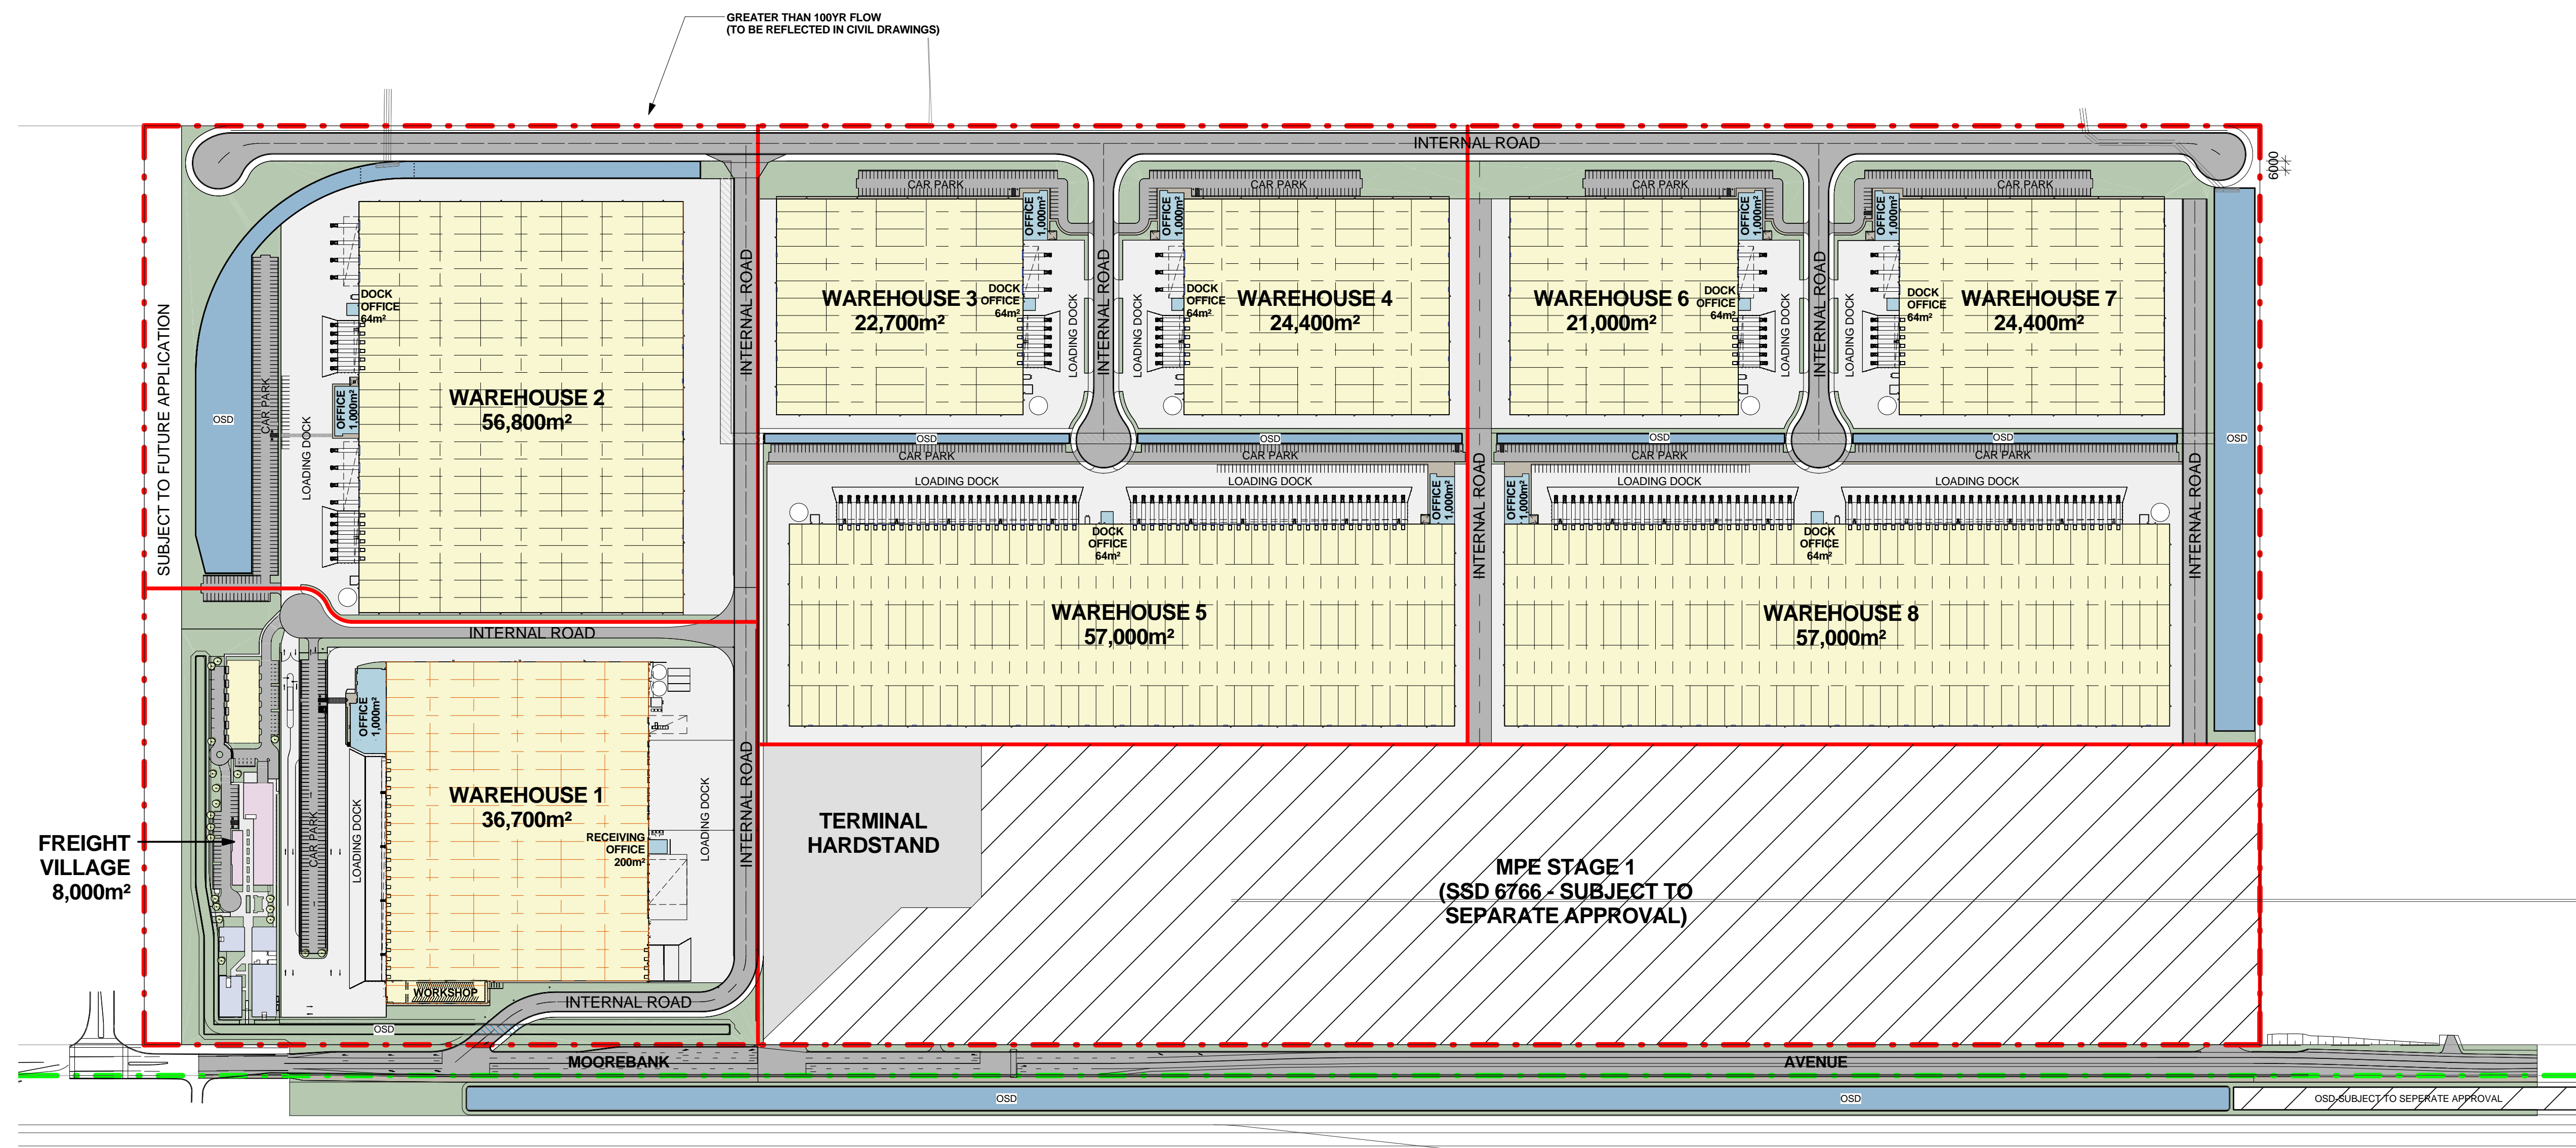 GREATER THAN 100YR FLOW
(TO BE REFLECTED IN CIVIL DRAWINGS)
INTERNAL ROAD
6000
SUBJECT TO FUTURE APPLICATION
OSD
CAR PARK
LOADING DOCK
DOCK
OFFICE
64m²
OFFICE
1,000m²
WAREHOUSE 2
56,800m²
INTERNAL ROAD
CAR PARK
OFFICE
1,000m²
WAREHOUSE 3
22,700m²
DOCK
OFFICE
64m²
LOADING DOCK
INTERNAL ROAD
LOADING DOCK
CAR PARK
OFFICE
1,000m²
DOCK
OFFICE
64m²
WAREHOUSE 4
24,400m²
CAR PARK
OFFICE
1,000m²
WAREHOUSE 6
21,000m²
DOCK
OFFICE
64m²
LOADING DOCK
INTERNAL ROAD
LOADING DOCK
CAR PARK
OFFICE
1,000m²
DOCK
OFFICE
64m²
WAREHOUSE 7
24,400m²
OSD
OSD
OSD
OSD
OSD
CAR PARK
CAR PARK
CAR PARK
CAR PARK
LOADING DOCK
LOADING DOCK
OFFICE
1,000m²
DOCK
OFFICE
64m²
WAREHOUSE 5
57,000m²
INTERNAL ROAD
OFFICE
1,000m²
LOADING DOCK
LOADING DOCK
DOCK
OFFICE
64m²
WAREHOUSE 8
57,000m²
INTERNAL ROAD
INTERNAL ROAD
FREIGHT
VILLAGE
8,000m²
CAR PARK
LOADING DOCK
OFFICE
1,000m²
WAREHOUSE 1
36,700m²
RECEIVING
OFFICE
200m²
LOADING DOCK
INTERNAL ROAD
WORKSHOP
INTERNAL ROAD
OSD
TERMINAL
HARDSTAND
MPE STAGE 1
(SSD 6766 - SUBJECT TO
SEPARATE APPROVAL)
MOOREBANK
AVENUE
OSD
OSD
OSD-SUBJECT TO SEPERATE APPROVAL